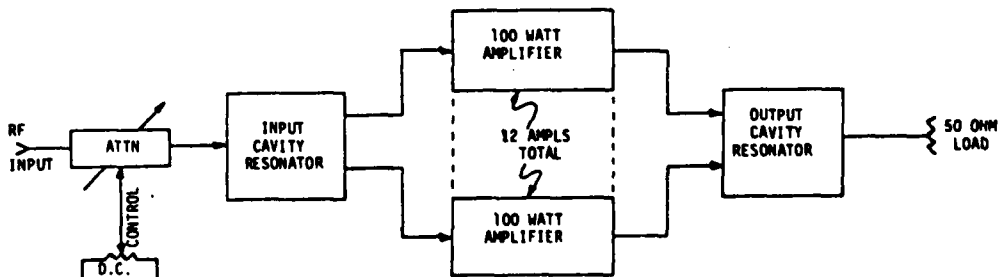 RF
INPUT
ATTN
CONTROL
D.C.
INPUT
CAVITY
RESONATOR
100 WATT
AMPLIFIER
12 AMPLS
TOTAL
100 WATT
AMPLIFIER
OUTPUT
CAVITY
RESONATOR
50 OHM
LOAD